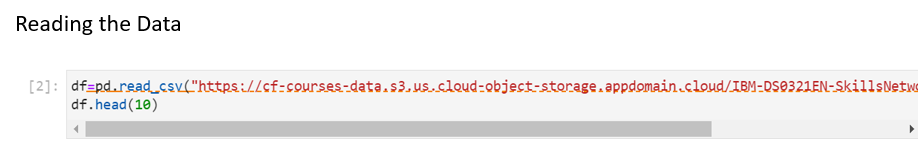 Reading the Data
[2]: df=pd.read_csv("https://cf-courses-data.s3.us.cloud-object-storage.appdomain.cloud/IBM-DS0321EN-SkillsNetwo
df.head(10)